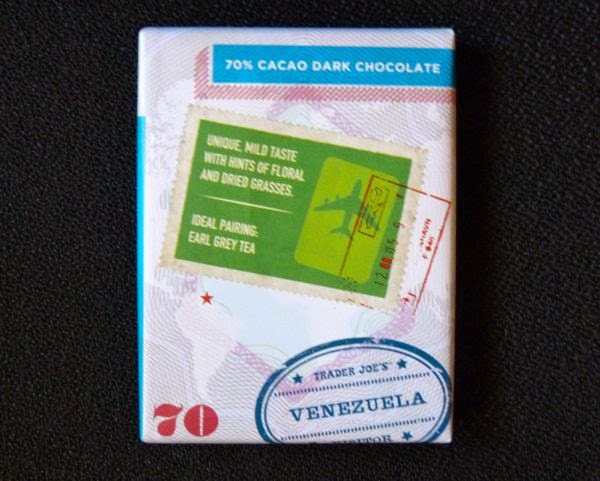 70% CACAO DARK CHOCOLATE
UNIQUE, MILD TASTE
WITH HINTS OF FLORAL
AND DRIED GRASSES.
IDEAL PAIRING:
EARL GREY TEA
TRADER JOE'S
VENEZUELA
70